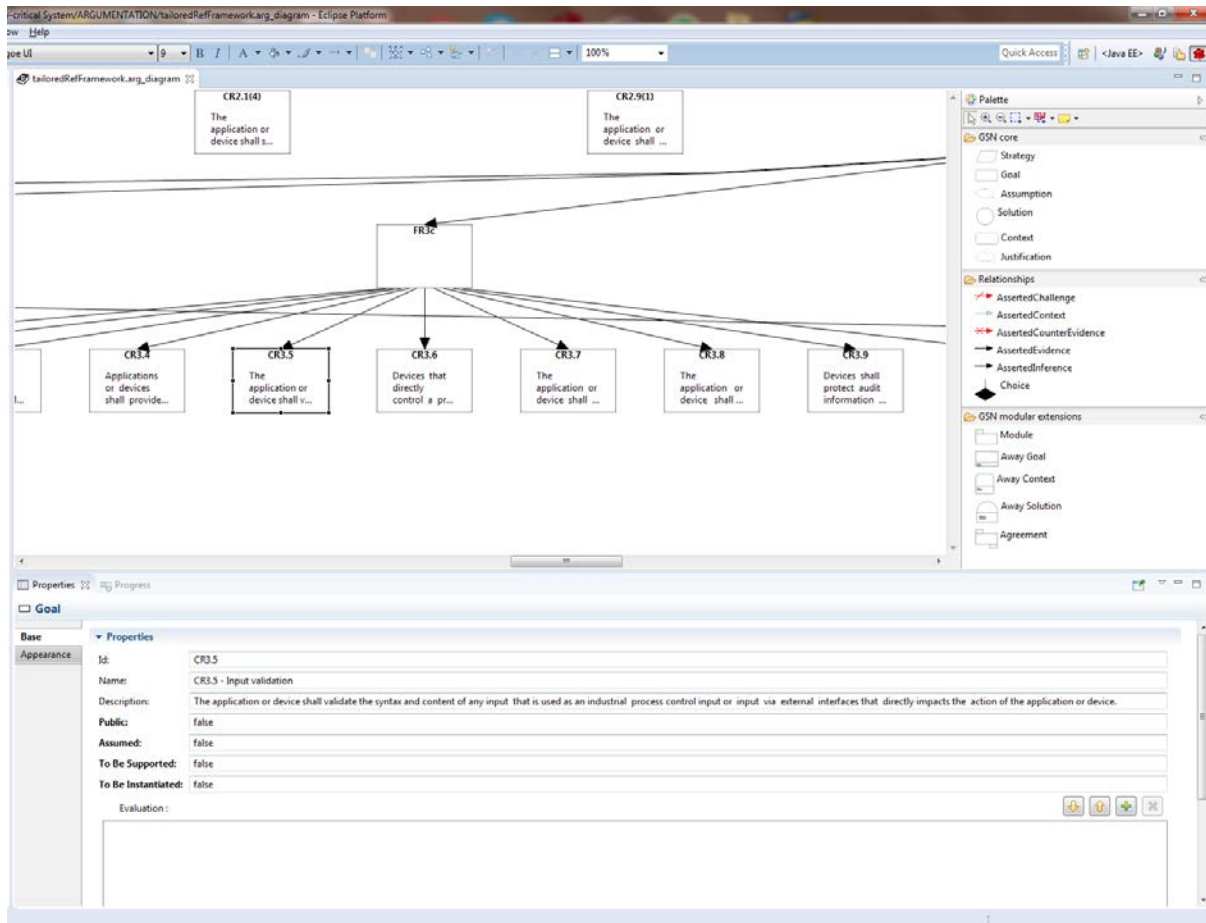 -critical System/ARGUMENTATION/tailoredRefFramework.arg_diagram - Eclipse Platform
ow Help
goe UI 9 B I A 100% Quick Access <Java EE>
tailoredRefFramework.arg_diagram
CR2.1(4)
The
application or
device shall s...
CR2.9(1)
The
application or
device shall ...
FR3c
l...
CR3.4
Applications
or devices
shall provide...
CR3.5
The
application or
device shall v...
CR3.6
Devices that
directly
control a pr...
CR3.7
The
application or
device shall ...
CR3.8
The
application or
device shall ...
CR3.9
Devices shall
protect audit
information ...
Palette
GSN core
Strategy
Goal
Assumption
Solution
Context
Justification
Relationships
AssertedChallenge
AssertedContext
AssertedCounterEvidence
AssertedEvidence
AssertedInference
Choice
GSN modular extensions
Module
Away Goal
Away Context
Away Solution
Agreement
Properties Progress
Goal
Base
Appearance
Properties
Id: CR3.5
Name: CR3.5 - Input validation
Description: The application or device shall validate the syntax and content of any input that is used as an industrial process control input or input via external interfaces that directly impacts the action of the application or device.
Public: false
Assumed: false
To Be Supported: false
To Be Instantiated: false
Evaluation :